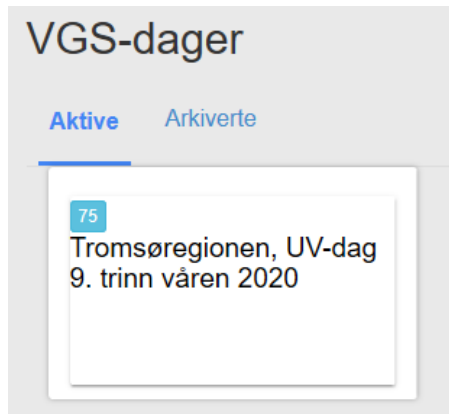 VGS-dager
Aktive Arkiverte
75
Tromsøregionen, UV-dag
9. trinn våren 2020